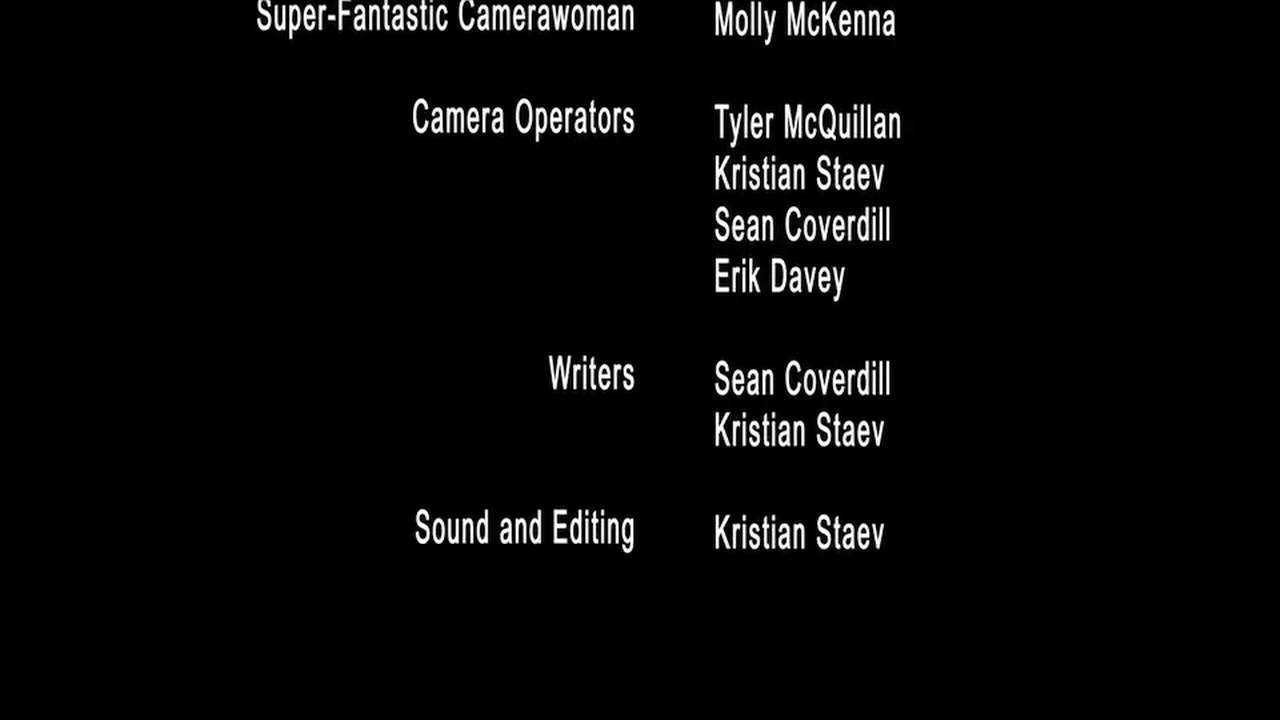 Super-Fantastic Camerawoman Molly McKenna
Camera Operators Tyler McQuillan
Kristian Staev
Sean Coverdill
Erik Davey
Writers Sean Coverdill
Kristian Staev
Sound and Editing Kristian Staev